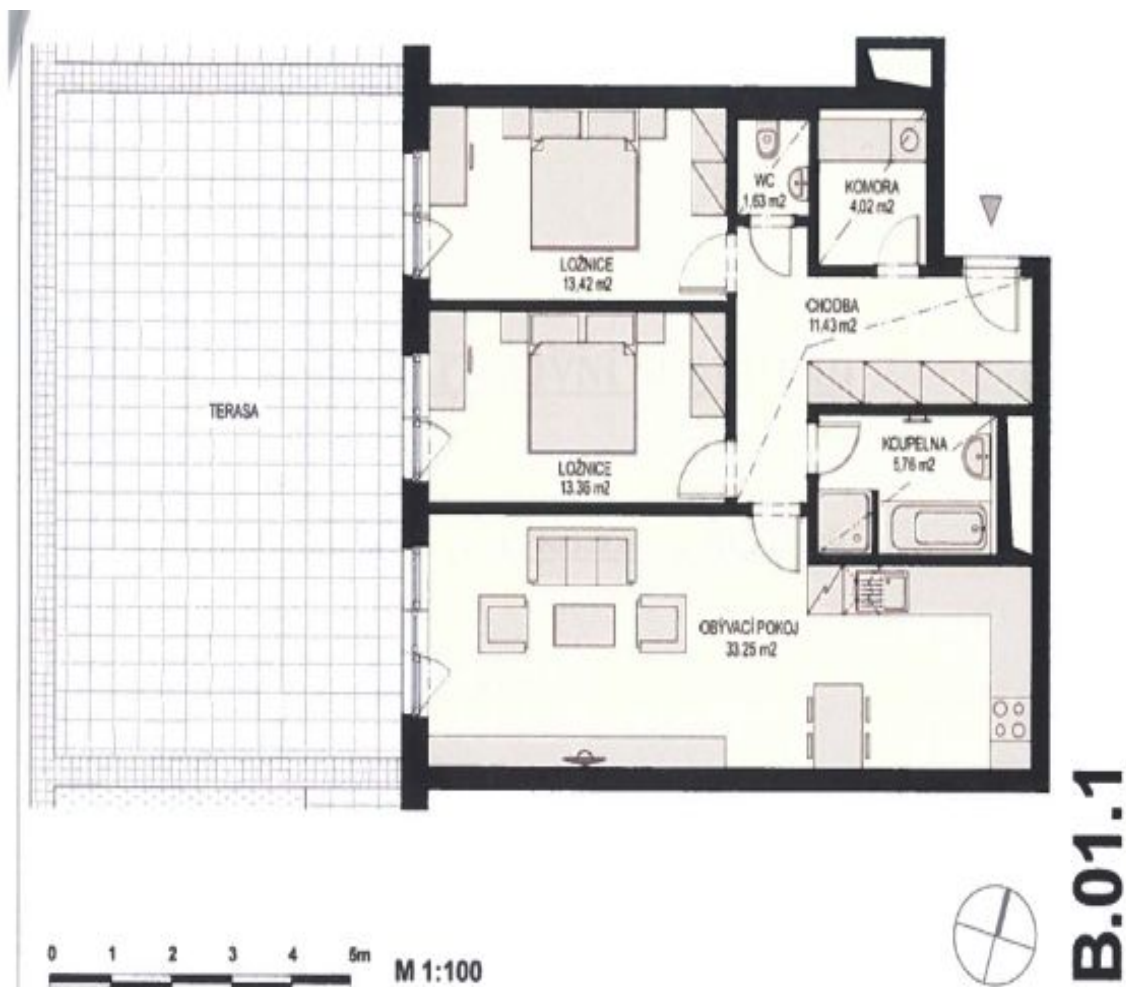 WC
1,63 m2
KOMORA
4,02 m2
LOŽNICE
13,42 m2
CHODBA
11.43 m2
TERASA
LOŽNICE
13.36 m2
KOUPELNA
5,76 m2
OBÝVACÍ POKOJ
33.25 m2
B.01.1
0 1 2 3 4 5m
M 1:100